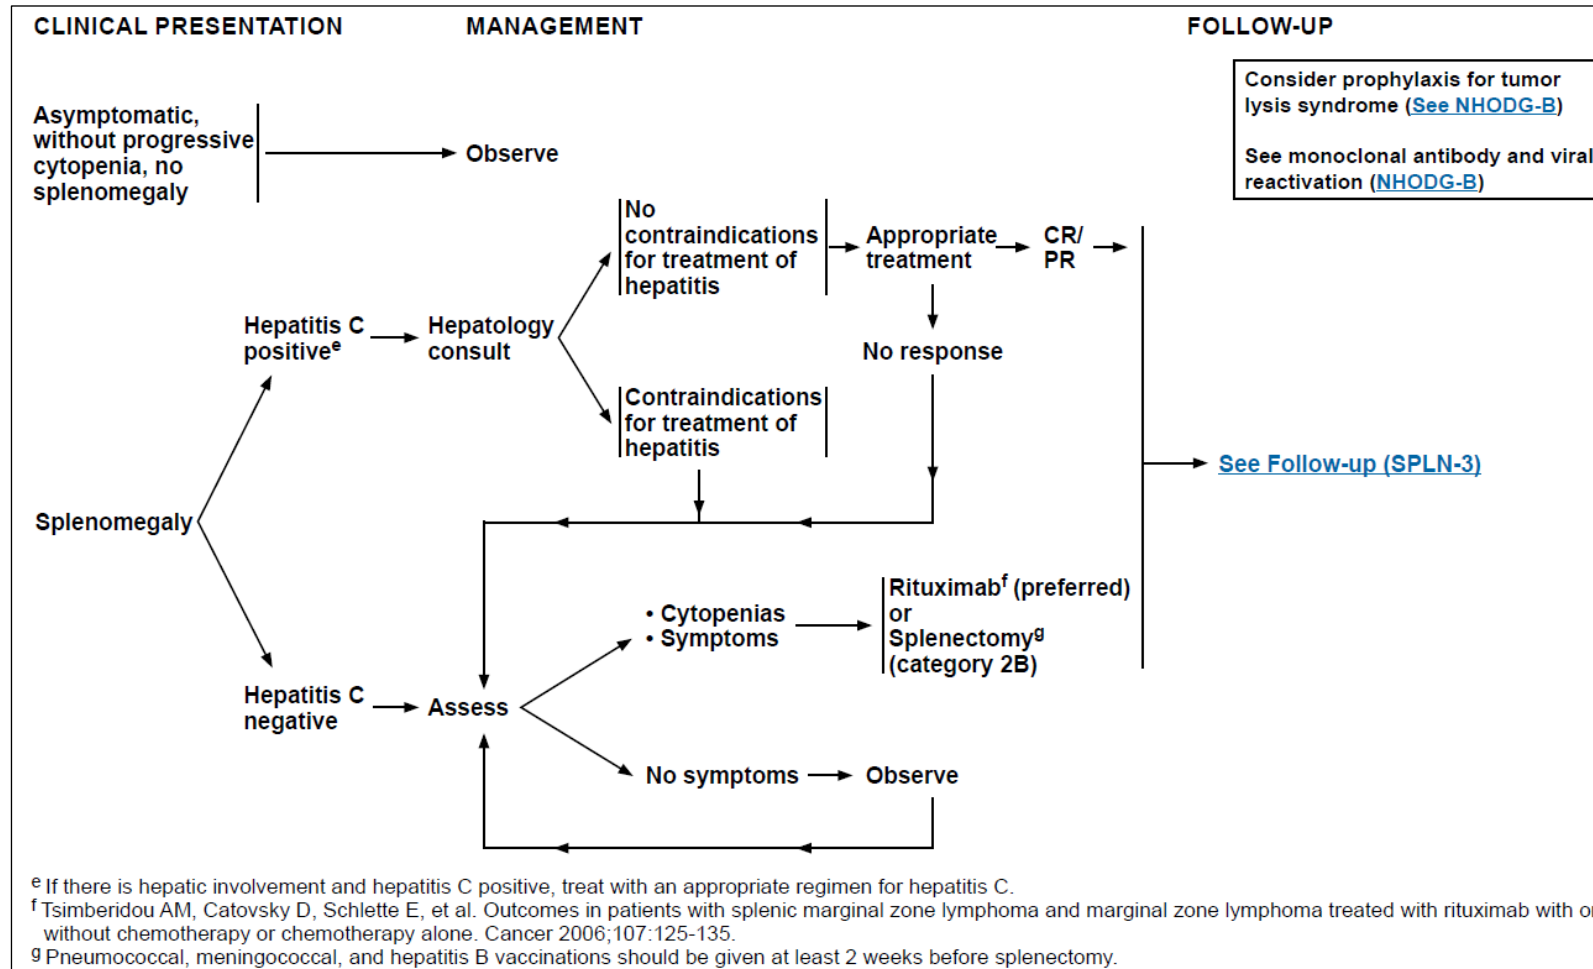 CLINICAL PRESENTATION
MANAGEMENT
FOLLOW-UP
Consider prophylaxis for tumor
lysis syndrome (See NHODG-B)
See monoclonal antibody and viral
reactivation (NHODG-B)
Asymptomatic,
without progressive
cytopenia, no
splenomegaly
Observe
No
contraindications
for treatment of
hepatitis
Appropriate
treatment
CR/
PR
Hepatitis C
positiveᵉ
Hepatology
consult
No response
Contraindications
for treatment of
hepatitis
See Follow-up (SPLN-3)
Splenomegaly
• Cytopenias
• Symptoms
Rituximabᶠ (preferred)
or
Splenectomyᵍ
(category 2B)
Hepatitis C
negative
Assess
No symptoms
Observe
ᵉ If there is hepatic involvement and hepatitis C positive, treat with an appropriate regimen for hepatitis C.
ᶠ Tsimberidou AM, Catovsky D, Schlette E, et al. Outcomes in patients with splenic marginal zone lymphoma and marginal zone lymphoma treated with rituximab with or
without chemotherapy or chemotherapy alone. Cancer 2006;107:125-135.
ᵍ Pneumococcal, meningococcal, and hepatitis B vaccinations should be given at least 2 weeks before splenectomy.